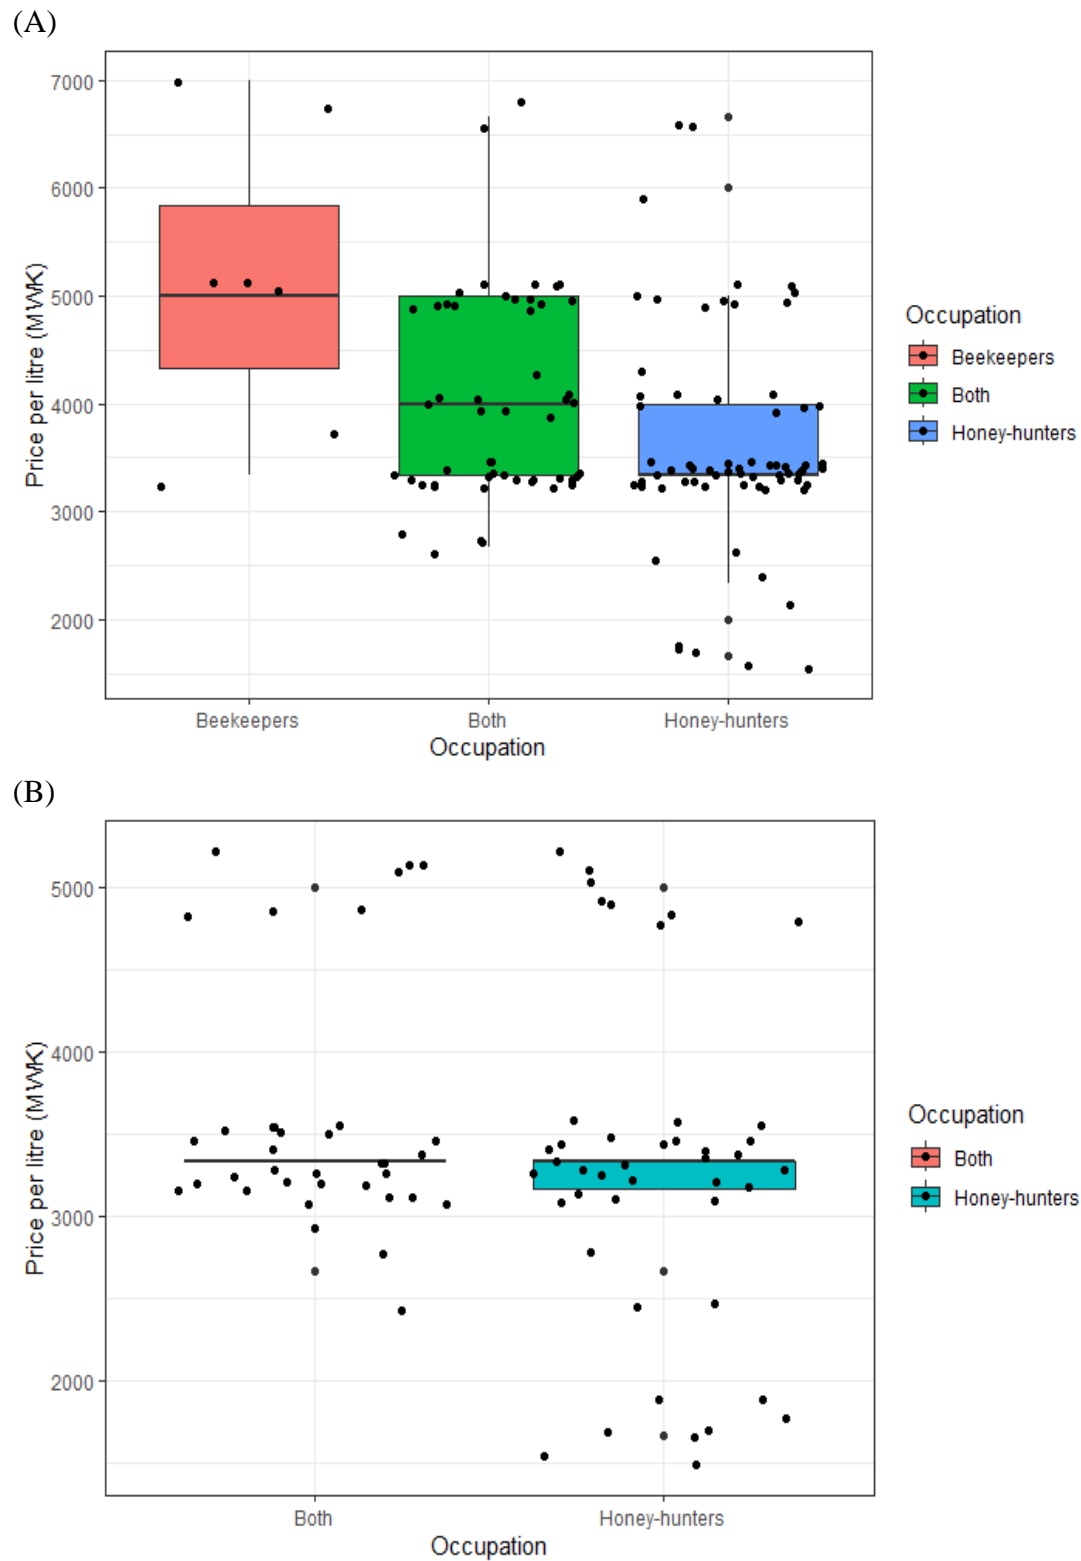 (A)
7000
6000
5000
4000
3000
2000
Price per litre (MWK)
Beekeepers
Both
Honey-hunters
Occupation
Occupation
Beekeepers
Both
Honey-hunters
(B)
5000
4000
3000
2000
Price per litre (MWK)
Both
Honey-hunters
Occupation
Occupation
Both
Honey-hunters